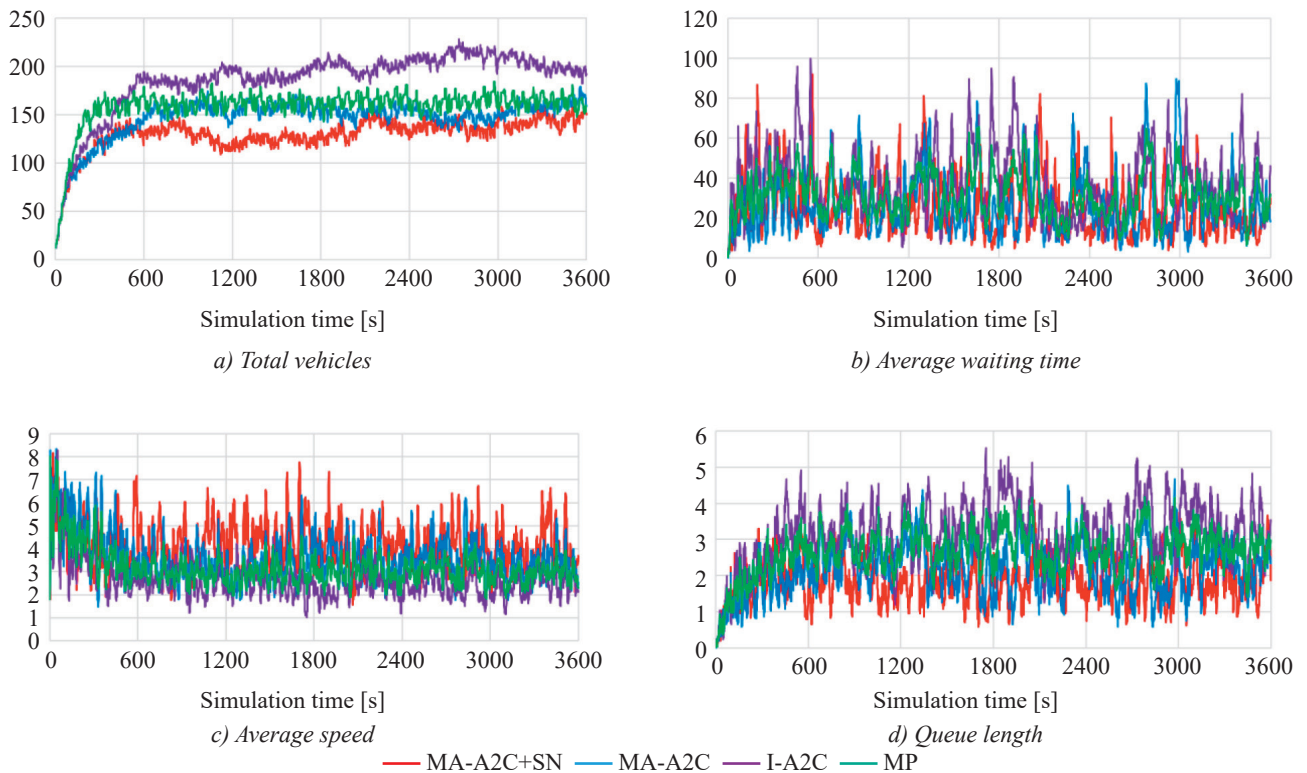 250
200
150
100
50
0
0 600 1200 1800 2400 3000 3600
Simulation time [s]
a) Total vehicles
120
100
80
60
40
20
0
0 600 1200 1800 2400 3000 3600
Simulation time [s]
b) Average waiting time
9
8
7
6
5
4
3
2
1
0
0 600 1200 1800 2400 3000 3600
Simulation time [s]
c) Average speed
6
5
4
3
2
1
0
0 600 1200 1800 2400 3000 3600
Simulation time [s]
d) Queue length
MA-A2C+SN MA-A2C I-A2C MP